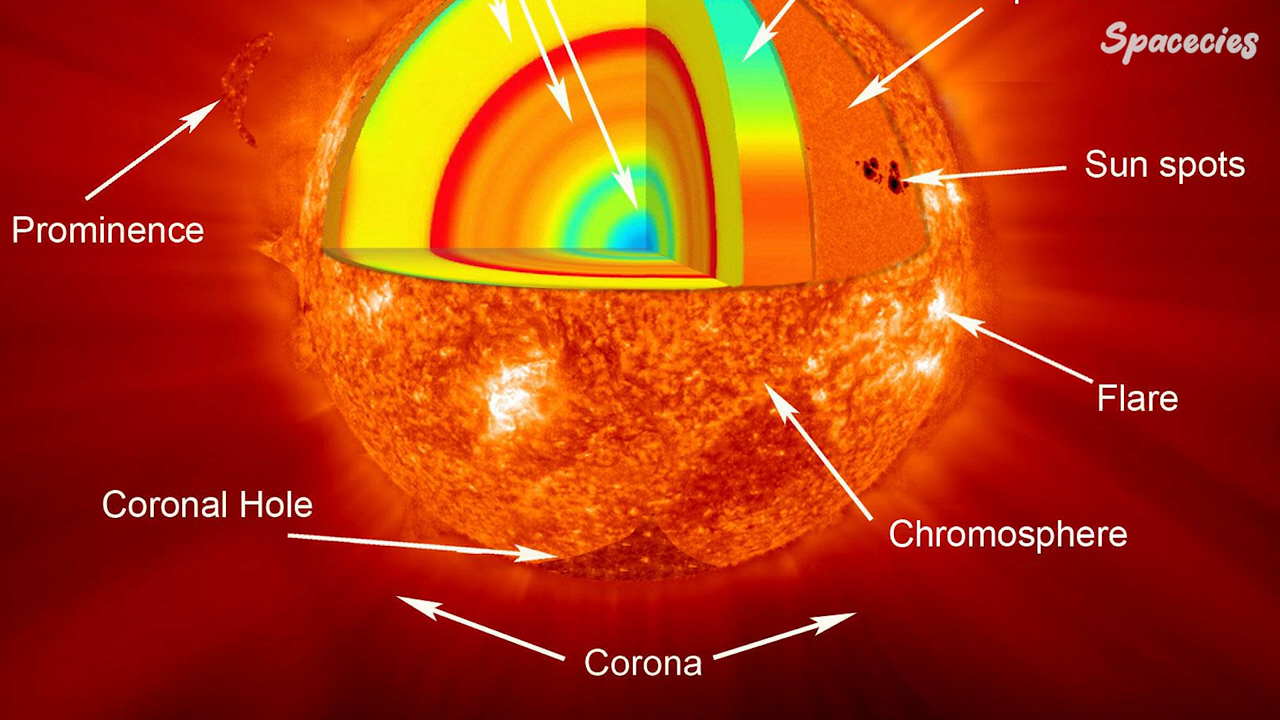 Spacecies
Sun spots
Prominence
Flare
Coronal Hole
Chromosphere
Corona